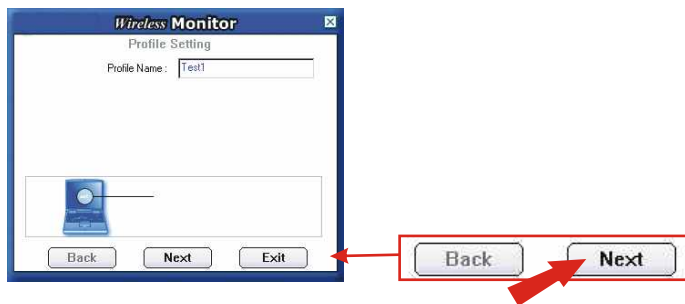 Wireless Monitor
Profile Setting
Profile Name : Test1
Back Next Exit
Back Next